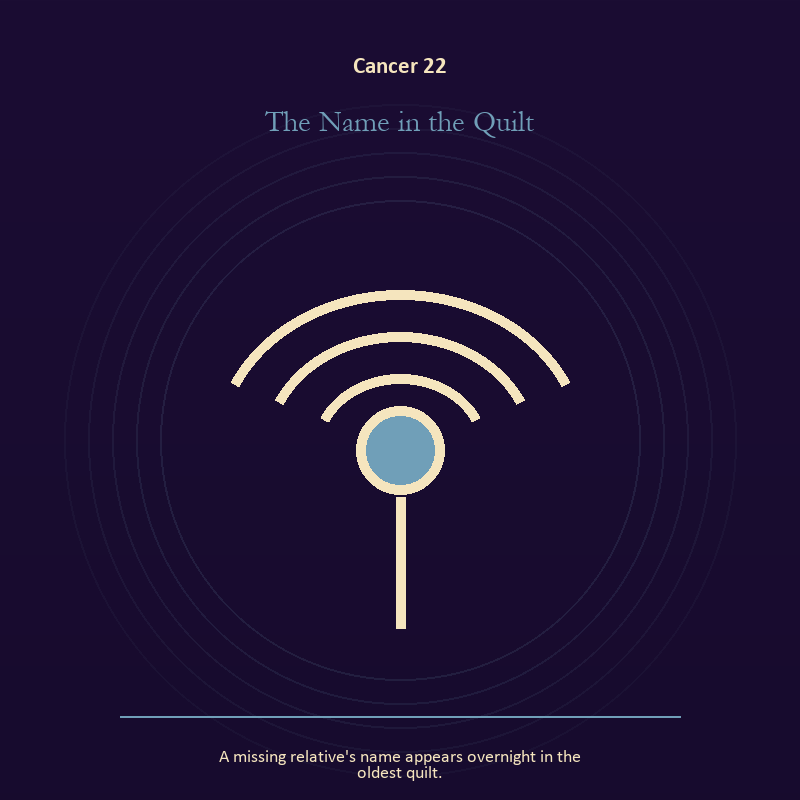 Cancer 22
The Name in the Quilt
A missing relative's name appears overnight in the
oldest quilt.